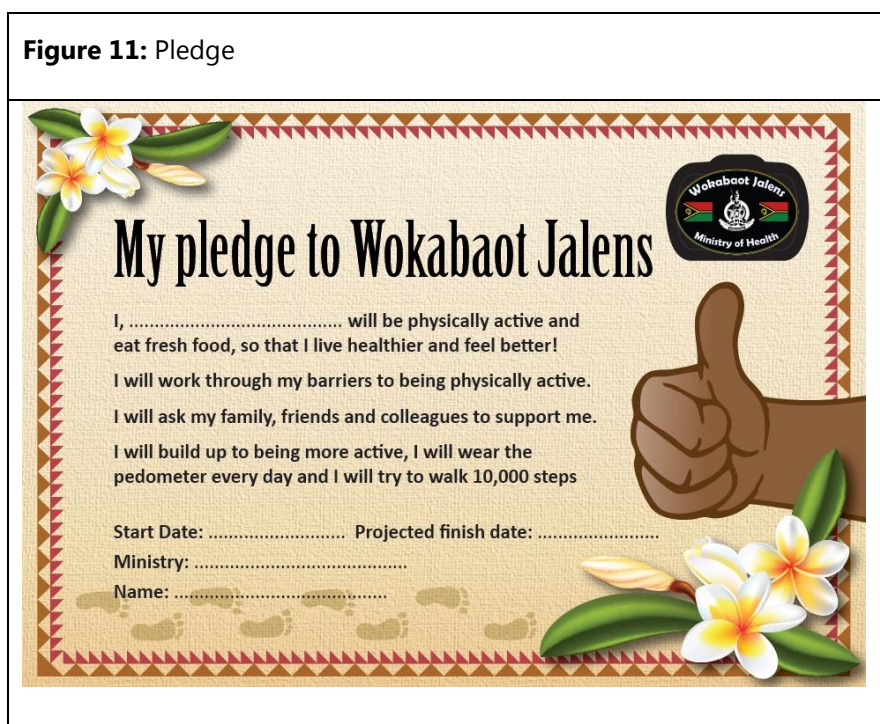 Figure 11: Pledge
Wokabaot Jalens
Ministry of Health
My pledge to Wokabaot Jalens
I, .......................................... will be physically active and
eat fresh food, so that I live healthier and feel better!
I will work through my barriers to being physically active.
I will ask my family, friends and colleagues to support me.
I will build up to being more active, I will wear the
pedometer every day and I will try to walk 10,000 steps
Start Date: ........................... Projected finish date: ........................
Ministry: ..........................................
Name: ..........................................